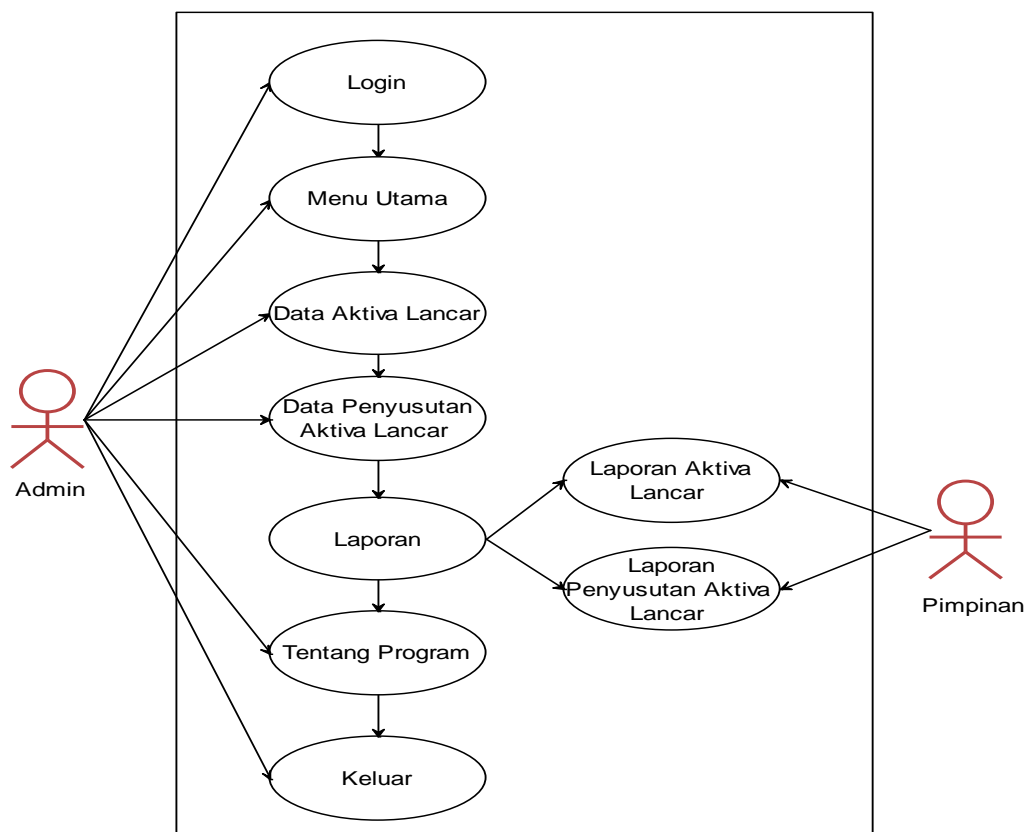 Login
Menu Utama
Data Aktiva Lancar
Data Penyusutan
Aktiva Lancar
Admin
Laporan
Laporan Aktiva
Lancar
Laporan
Penyusutan Aktiva
Lancar
Pimpinan
Tentang Program
Keluar